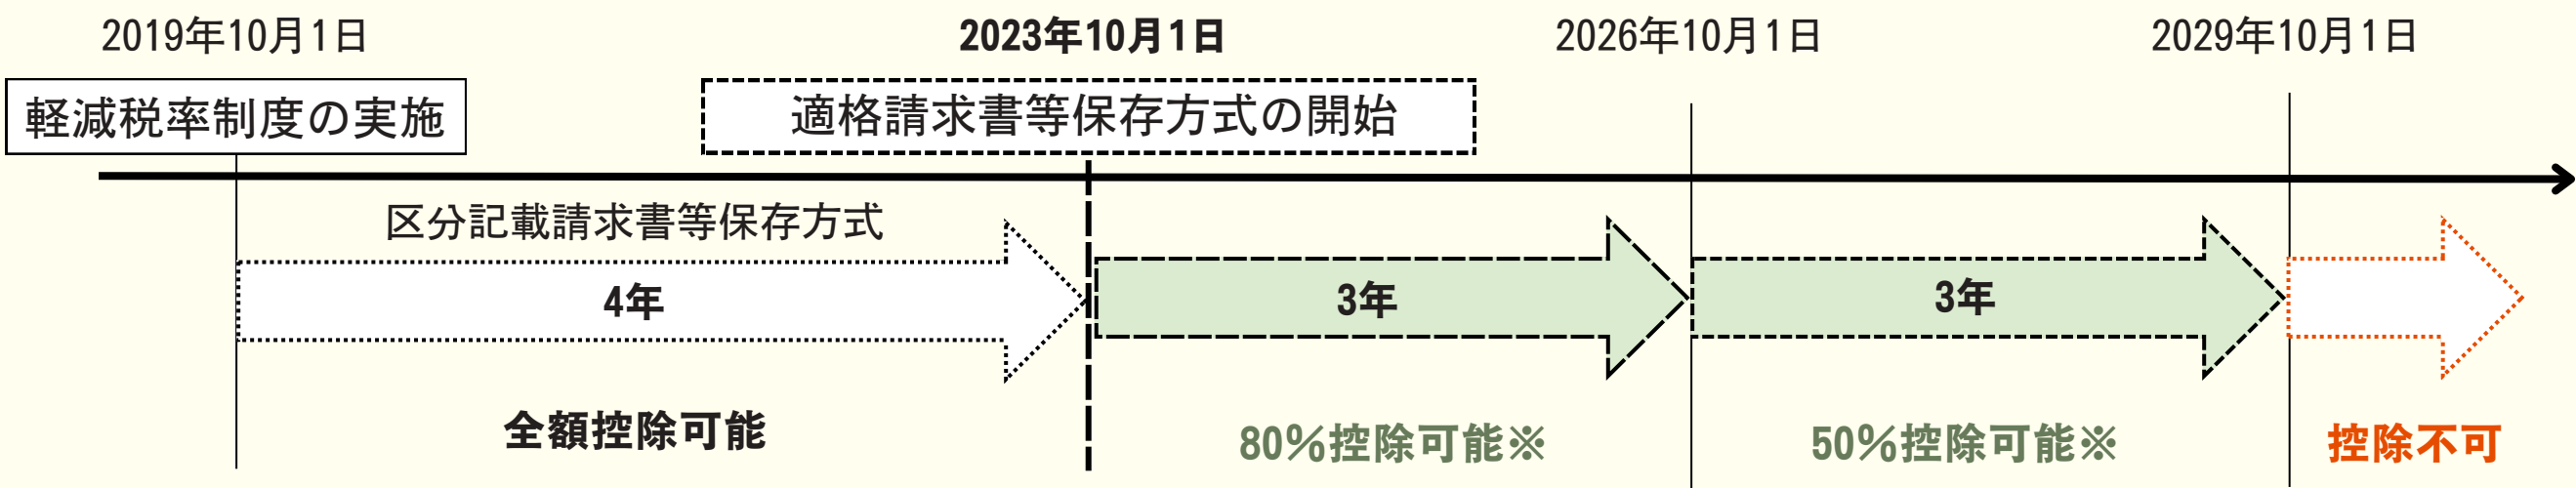 2019年10月1日
2023年10月1日
2026年10月1日
2029年10月1日
軽減税率制度の実施
適格請求書等保存方式の開始
区分記載請求書等保存方式
4年
3年
3年
全額控除可能
80%控除可能※
50%控除可能※
控除不可